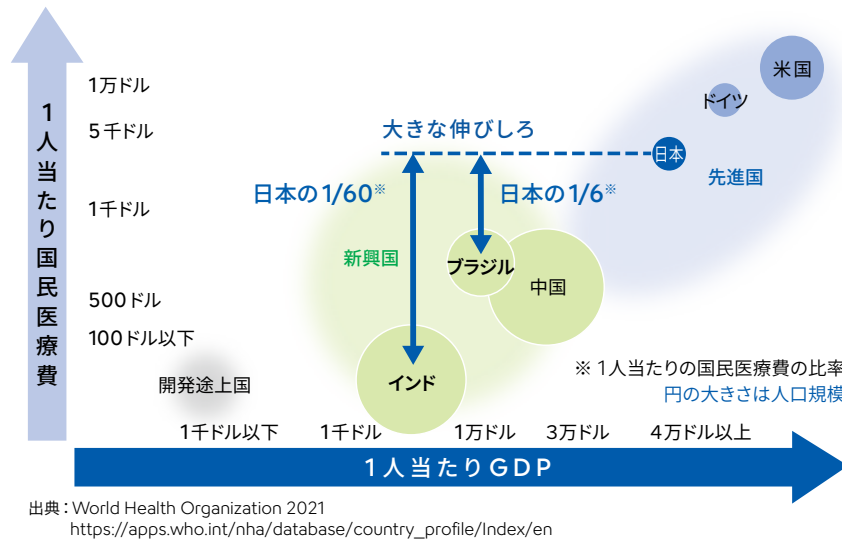 1人当たり国民医療費
1万ドル
5千ドル
1千ドル
500ドル
100ドル以下
大きな伸びしろ
日本の1/60※
日本の1/6※
米国
ドイツ
日本
先進国
新興国
ブラジル
中国
インド
開発途上国
※ 1人当たりの国民医療費の比率
円の大きさは人口規模
1千ドル以下
1千ドル
1万ドル
3万ドル
4万ドル以上
1人当たりGDP
出典：World Health Organization 2021
https://apps.who.int/nha/database/country_profile/Index/en